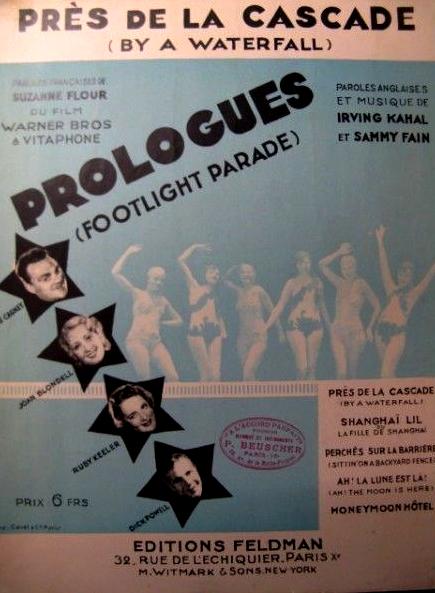 PRÈS DE LA CASCADE
(BY A WATERFALL)
PAROLES FRANÇAISES DE
SUZANNE FLOUR
DU FILM
WARNER BROS
& VITAPHONE
PROLOGUES
(FOOTLIGHT PARADE)
PAROLES ANGLAISES
ET MUSIQUE DE
IRVING KAHAL
ET SAMMY FAIN
CAGNEY
JOAN BLONDELL
RUBY KEELER
DICK POWELL
PRÈS DE LA CASCADE
(BY A WATERFALL)
SHANGHAÏ LIL
OU
LA FILLE DE SHANGHAÏ
PERCHÉS SUR LA BARRIÈRE
(SITTIN'ON A BACKYARD FENCE)
AH! LA LUNE EST LÀ!
(AH! THE MOON IS HERE)
HONEYMOON HÔTEL
A L'ACCORD PARFAIT
P. BEUSCHER
PARIS
PRIX 6 FRS
EDITIONS FELDMAN
32, RUE DE L'ECHIQUIER, PARIS Xe
M. WITMARK & SONS. NEW YORK